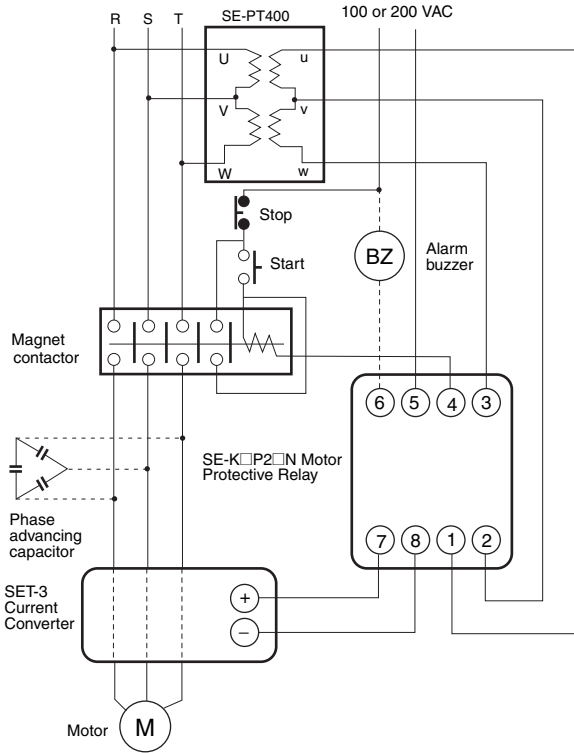 R S T SE-PT400 100 or 200 VAC
U u
V v
W w
Stop
Start
BZ Alarm
buzzer
Magnet
contactor
6 5 4 3
SE-K□P2□N Motor
Protective Relay
Phase
advancing
capacitor
7 8 1 2
SET-3
Current
Converter
+
−
Motor M